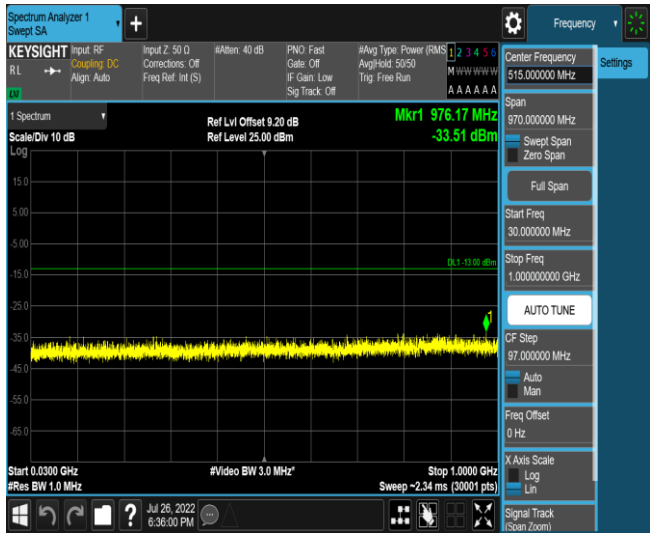 Spectrum Analyzer 1
Swept SA
+
Frequency
KEYSIGHT
R L
Input: RF
Coupling: DC
Align: Auto
Input Z: 50 Ω
Corrections: Off
Freq Ref: Int (S)
#Atten: 40 dB
PNO: Fast
Gate: Off
IF Gain: Low
Sig Track: Off
#Avg Type: Power (RMS
Avg|Hold: 50/50
Trig: Free Run
1 2 3 4 5 6
M W W W W W
A A A A A A
1 Spectrum
Scale/Div 10 dB
Log
Ref Lvl Offset 9.20 dB
Ref Level 25.00 dBm
Mkr1 976.17 MHz
-33.51 dBm
15.0
5.00
-5.00
DL1 -13.00 dBm
-15.0
-25.0
1
-35.0
-45.0
-55.0
-65.0
Start 0.0300 GHz
#Video BW 3.0 MHz*
Stop 1.0000 GHz
#Res BW 1.0 MHz
Sweep ~2.34 ms (30001 pts)
Center Frequency
515.000000 MHz
Settings
Span
970.000000 MHz
Swept Span
Zero Span
Full Span
Start Freq
30.000000 MHz
Stop Freq
1.000000000 GHz
AUTO TUNE
CF Step
97.000000 MHz
Auto
Man
Freq Offset
0 Hz
X Axis Scale
Log
Lin
Signal Track
(Span Zoom)
?
Jul 26, 2022
6:36:00 PM